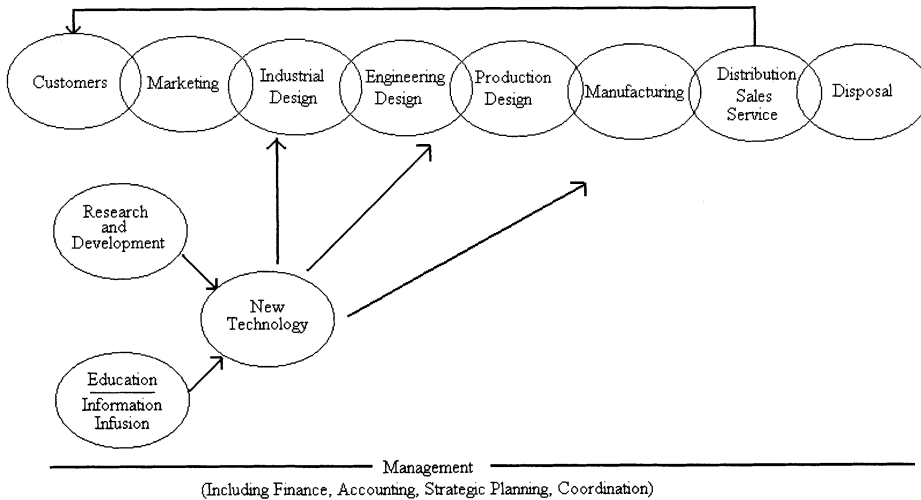 Customers
Marketing
Industrial
Design
Engineering
Design
Production
Design
Manufacturing
Distribution
Sales
Service
Disposal
Research
and
Development
New
Technology
Education
Information
Infusion
Management
(Including Finance, Accounting, Strategic Planning, Coordination)